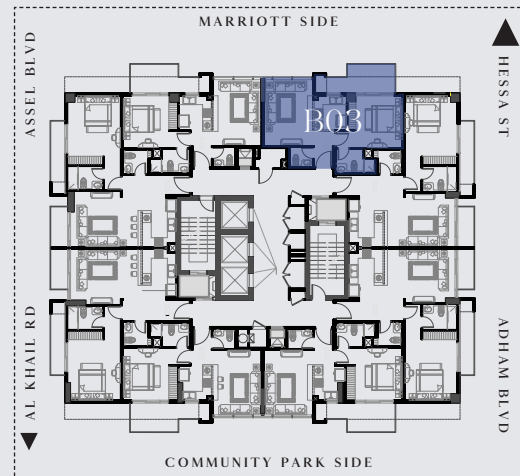 MARRIOTT SIDE
ASSEL BLVD
HESSA ST
B03
AL KHAIL RD
ADHAM BLVD
COMMUNITY PARK SIDE